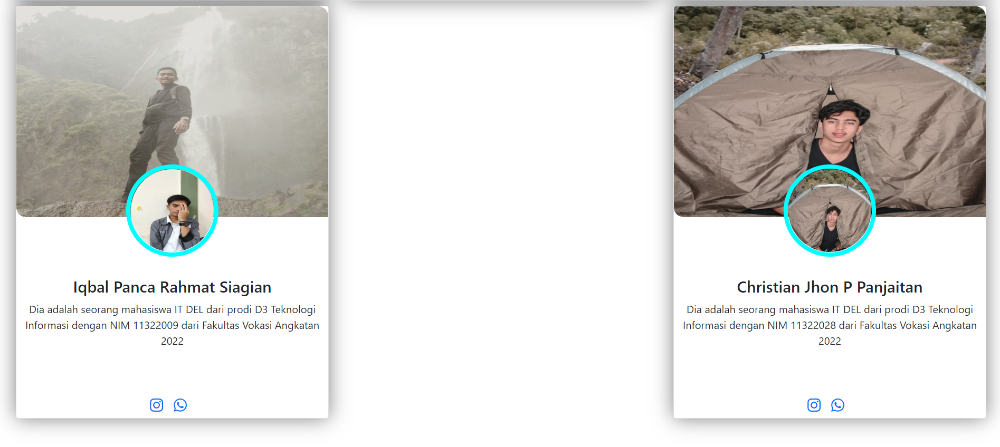 Iqbal Panca Rahmat Siagian
Dia adalah seorang mahasiswa IT DEL dari prodi D3 Teknologi
Informasi dengan NIM 11322009 dari Fakultas Vokasi Angkatan
2022
Christian Jhon P Panjaitan
Dia adalah seorang mahasiswa IT DEL dari prodi D3 Teknologi
Informasi dengan NIM 11322028 dari Fakultas Vokasi Angkatan
2022